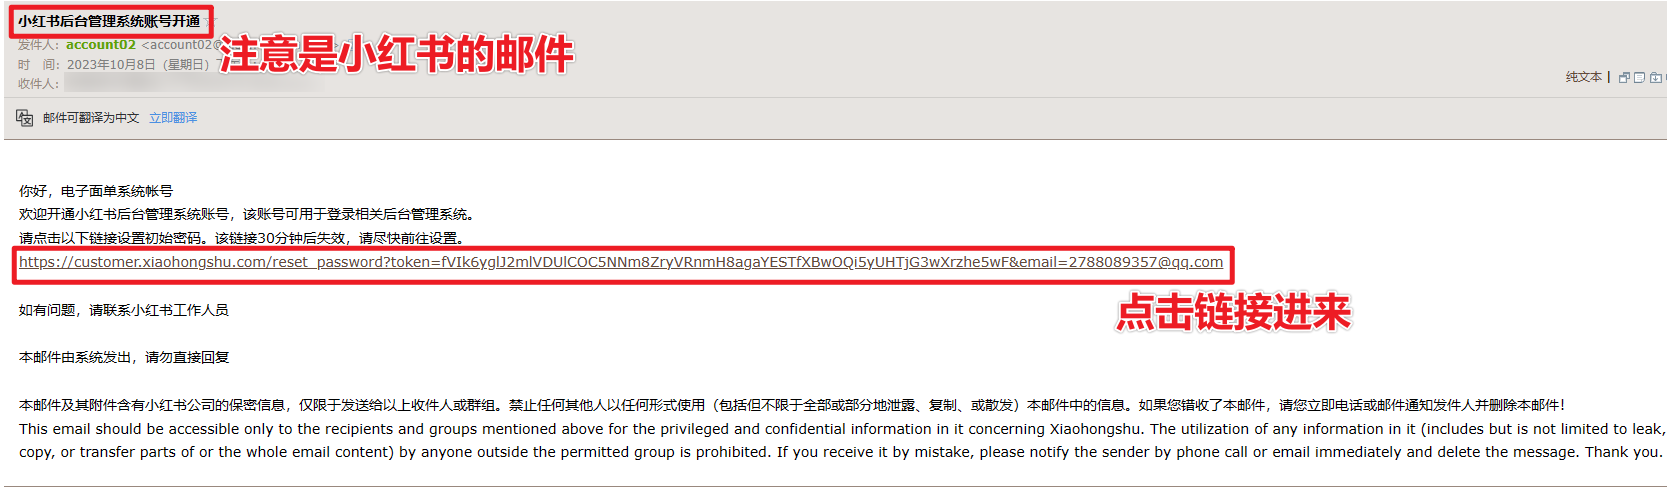 小红书后台管理系统账号开通
发件人：account02 <account02@
注意是小红书的邮件
时 间：2023年10月8日（星期日）
收件人：
纯文本 |
邮件可翻译为中文 立即翻译
你好，电子面单系统帐号
欢迎开通小红书后台管理系统账号，该账号可用于登录相关后台管理系统。
请点击以下链接设置初始密码。该链接30分钟后失效，请尽快前往设置。
https://customer.xiaohongshu.com/reset_password?token=fVIk6yglJ2mlVDUlCOC5NNm8ZryVRnmH8agaYESTfXBwOQi5yUHTjG3wXrzhe5wF&email=2788089357@qq.com
点击链接进来
如有问题，请联系小红书工作人员
本邮件由系统发出，请勿直接回复
本邮件及其附件含有小红书公司的保密信息，仅限于发送给以上收件人或群组。禁止任何其他人以任何形式使用（包括但不限于全部或部分地泄露、复制、或散发）本邮件中的信息。如果您错收了本邮件，请您立即电话或邮件通知发件人并删除本邮件！
This email should be accessible only to the recipients and groups mentioned above for the privileged and confidential information in it concerning Xiaohongshu. The utilization of any information in it (includes but is not limited to leak,
copy, or transfer parts of or the whole email content) by anyone outside the permitted group is prohibited. If you receive it by mistake, please notify the sender by phone call or email immediately and delete the message. Thank you.